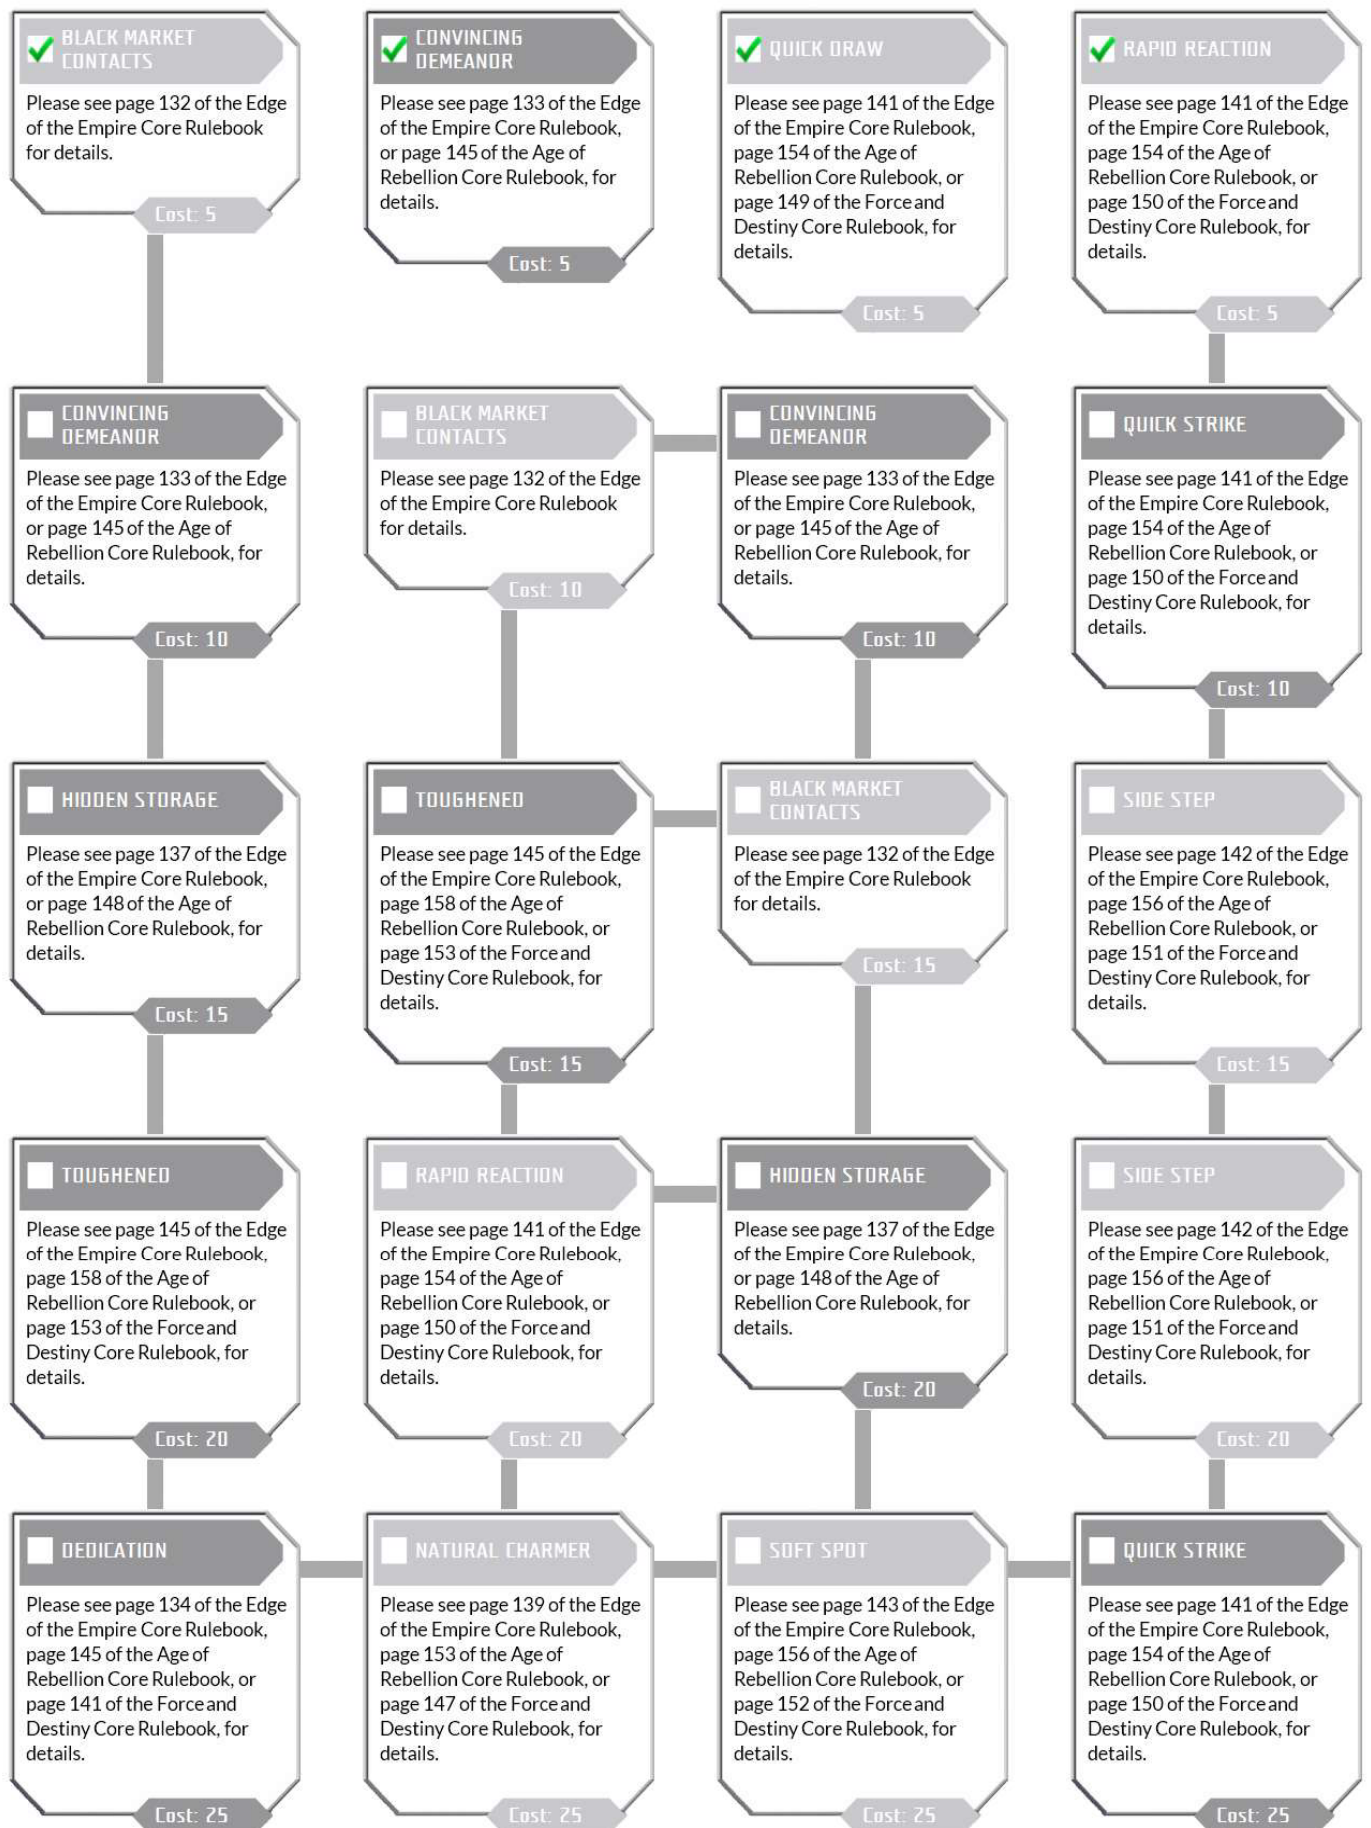 BLACK MARKET
CONTACTS
Please see page 132 of the Edge
of the Empire Core Rulebook
for details.
Cost: 5
CONVINCING
DEMEANOR
Please see page 133 of the Edge
of the Empire Core Rulebook,
or page 145 of the Age of
Rebellion Core Rulebook, for
details.
Cost: 5
QUICK DRAW
Please see page 141 of the Edge
of the Empire Core Rulebook,
page 154 of the Age of
Rebellion Core Rulebook, or
page 149 of the Force and
Destiny Core Rulebook, for
details.
Cost: 5
RAPID REACTION
Please see page 141 of the Edge
of the Empire Core Rulebook,
page 154 of the Age of
Rebellion Core Rulebook, or
page 150 of the Force and
Destiny Core Rulebook, for
details.
Cost: 5
CONVINCING
DEMEANOR
Please see page 133 of the Edge
of the Empire Core Rulebook,
or page 145 of the Age of
Rebellion Core Rulebook, for
details.
Cost: 10
BLACK MARKET
CONTACTS
Please see page 132 of the Edge
of the Empire Core Rulebook
for details.
Cost: 10
CONVINCING
DEMEANOR
Please see page 133 of the Edge
of the Empire Core Rulebook,
or page 145 of the Age of
Rebellion Core Rulebook, for
details.
Cost: 10
QUICK STRIKE
Please see page 141 of the Edge
of the Empire Core Rulebook,
page 154 of the Age of
Rebellion Core Rulebook, or
page 150 of the Force and
Destiny Core Rulebook, for
details.
Cost: 10
HIDDEN STORAGE
Please see page 137 of the Edge
of the Empire Core Rulebook,
or page 148 of the Age of
Rebellion Core Rulebook, for
details.
Cost: 15
TOUGHENED
Please see page 145 of the Edge
of the Empire Core Rulebook,
page 158 of the Age of
Rebellion Core Rulebook, or
page 153 of the Force and
Destiny Core Rulebook, for
details.
Cost: 15
BLACK MARKET
CONTACTS
Please see page 132 of the Edge
of the Empire Core Rulebook
for details.
Cost: 15
SIDE STEP
Please see page 142 of the Edge
of the Empire Core Rulebook,
page 156 of the Age of
Rebellion Core Rulebook, or
page 151 of the Force and
Destiny Core Rulebook, for
details.
Cost: 15
TOUGHENED
Please see page 145 of the Edge
of the Empire Core Rulebook,
page 158 of the Age of
Rebellion Core Rulebook, or
page 153 of the Force and
Destiny Core Rulebook, for
details.
Cost: 20
RAPID REACTION
Please see page 141 of the Edge
of the Empire Core Rulebook,
page 154 of the Age of
Rebellion Core Rulebook, or
page 150 of the Force and
Destiny Core Rulebook, for
details.
Cost: 20
HIDDEN STORAGE
Please see page 137 of the Edge
of the Empire Core Rulebook,
or page 148 of the Age of
Rebellion Core Rulebook, for
details.
Cost: 20
SIDE STEP
Please see page 142 of the Edge
of the Empire Core Rulebook,
page 156 of the Age of
Rebellion Core Rulebook, or
page 151 of the Force and
Destiny Core Rulebook, for
details.
Cost: 20
DEDICATION
Please see page 134 of the Edge
of the Empire Core Rulebook,
page 145 of the Age of
Rebellion Core Rulebook, or
page 141 of the Force and
Destiny Core Rulebook, for
details.
Cost: 25
NATURAL CHARMER
Please see page 139 of the Edge
of the Empire Core Rulebook,
page 153 of the Age of
Rebellion Core Rulebook, or
page 147 of the Force and
Destiny Core Rulebook, for
details.
Cost: 25
SOFT SPOT
Please see page 143 of the Edge
of the Empire Core Rulebook,
page 156 of the Age of
Rebellion Core Rulebook, or
page 152 of the Force and
Destiny Core Rulebook, for
details.
Cost: 25
QUICK STRIKE
Please see page 141 of the Edge
of the Empire Core Rulebook,
page 154 of the Age of
Rebellion Core Rulebook, or
page 150 of the Force and
Destiny Core Rulebook, for
details.
Cost: 25